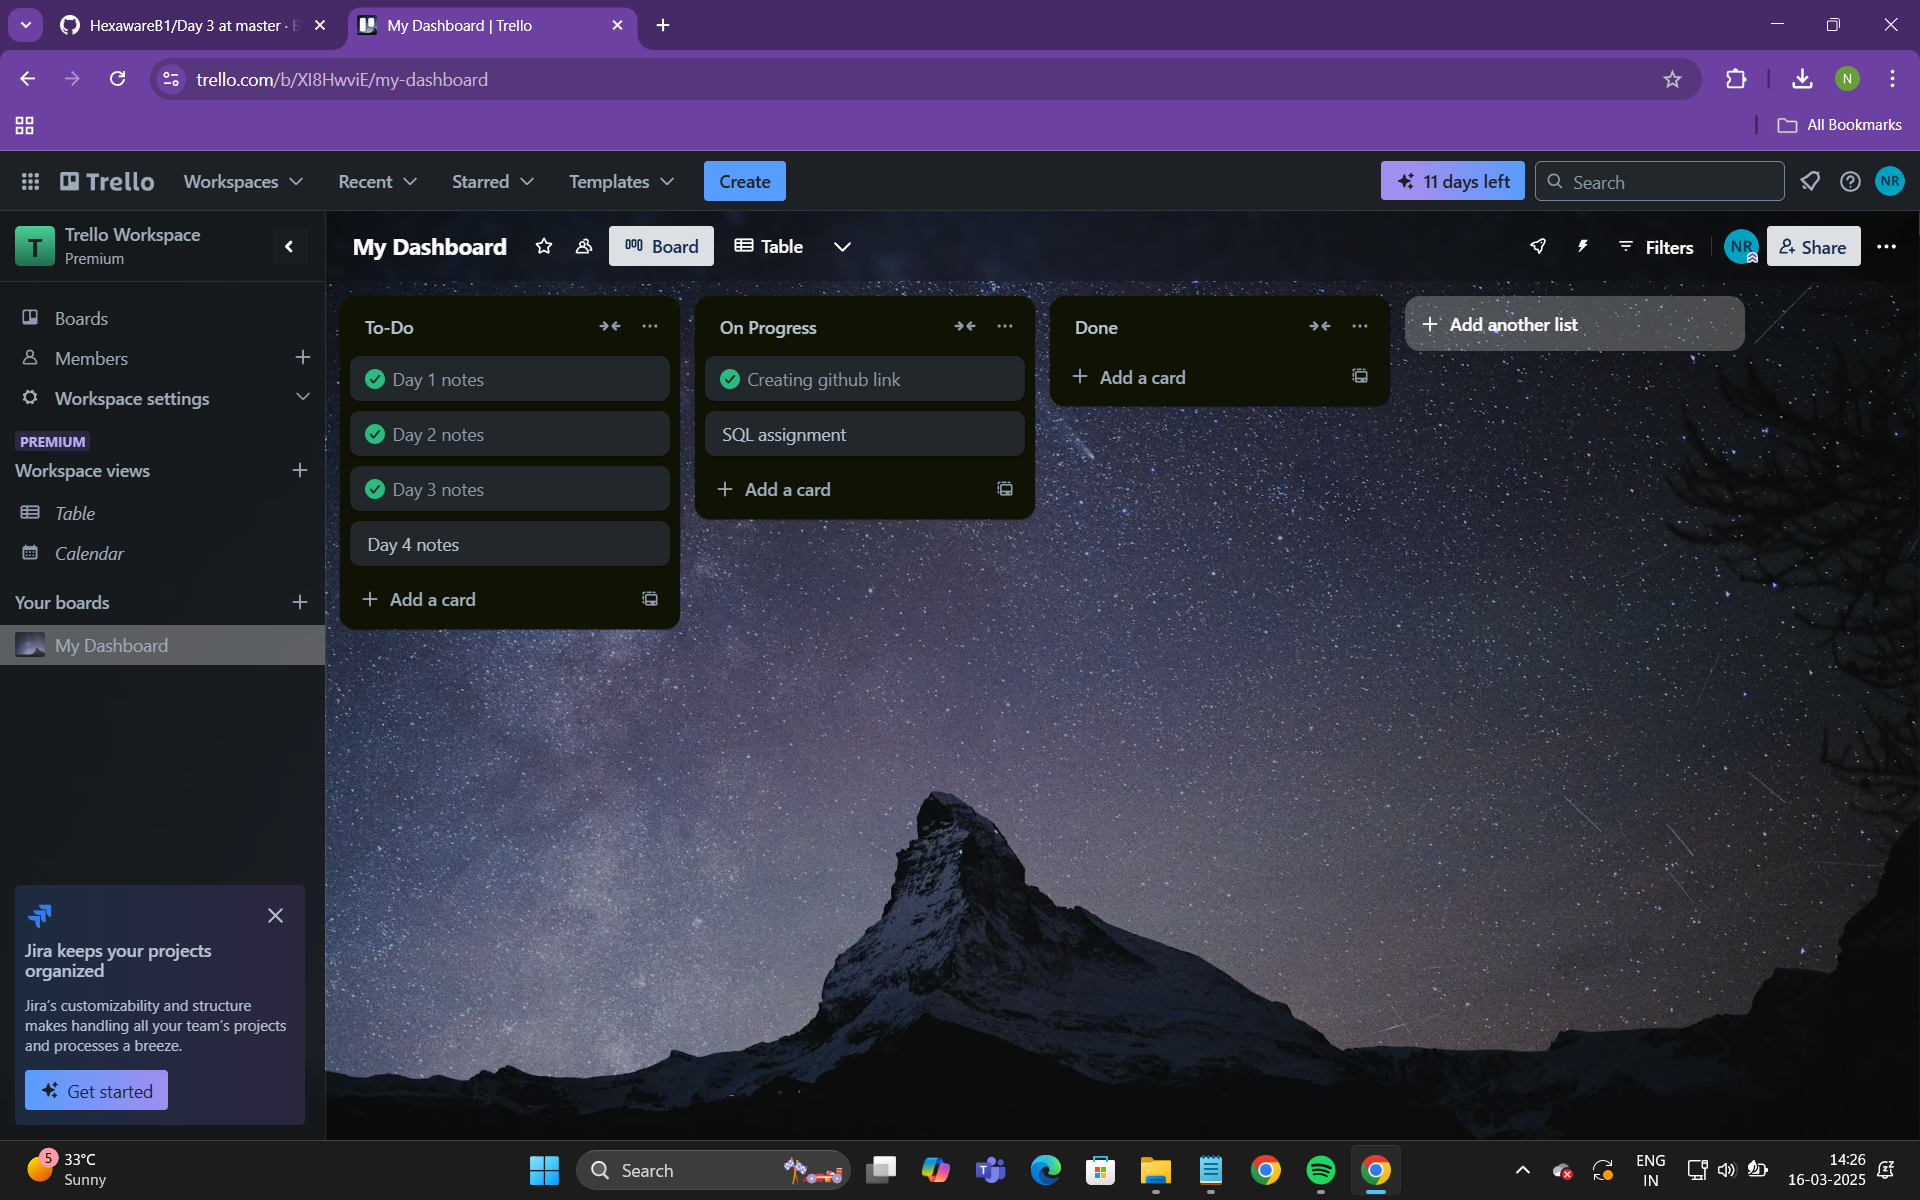 HexawareB1/Day 3 at master ·
My Dashboard | Trello
trello.com/b/XI8HwviE/my-dashboard
N
All Bookmarks
Trello
Workspaces
Recent
Starred
Templates
Create
11 days left
Search
NR
T
Trello Workspace
Premium
My Dashboard
Board
Table
Filters
NR
Share
Boards
Members
Workspace settings
PREMIUM
Workspace views
Table
Calendar
Your boards
My Dashboard
To-Do
Day 1 notes
Day 2 notes
Day 3 notes
Day 4 notes
Add a card
On Progress
Creating github link
SQL assignment
Add a card
Done
Add a card
Add another list
Jira keeps your projects
organized
Jira's customizability and structure
makes handling all your team's projects
and processes a breeze.
Get started
5
33°C
Sunny
Search
ENG
IN
14:26
16-03-2025